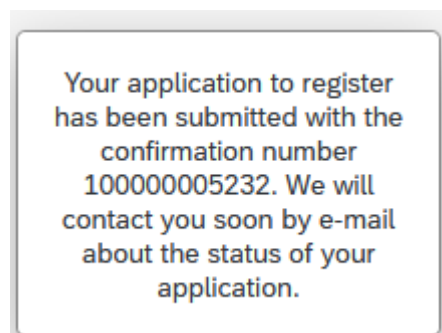 Your application to register
has been submitted with the
confirmation number
100000005232. We will
contact you soon by e-mail
about the status of your
application.